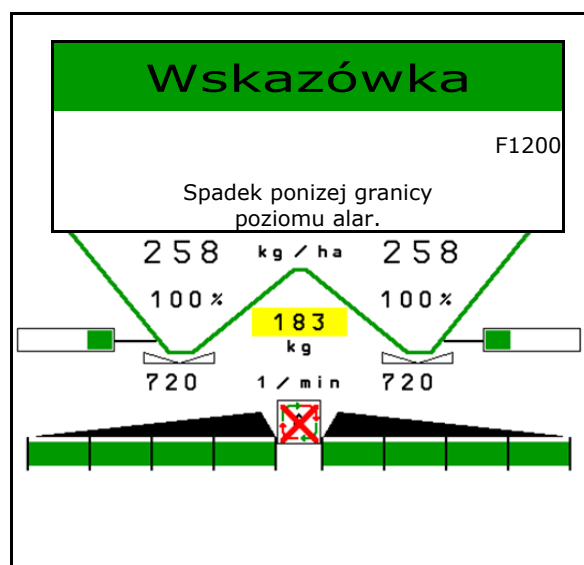 Wskazówka
F1200
Spadek ponizej granicy
poziomu alar.
258 kg/ha 258
100% 100%
183
kg
720 1/min 720